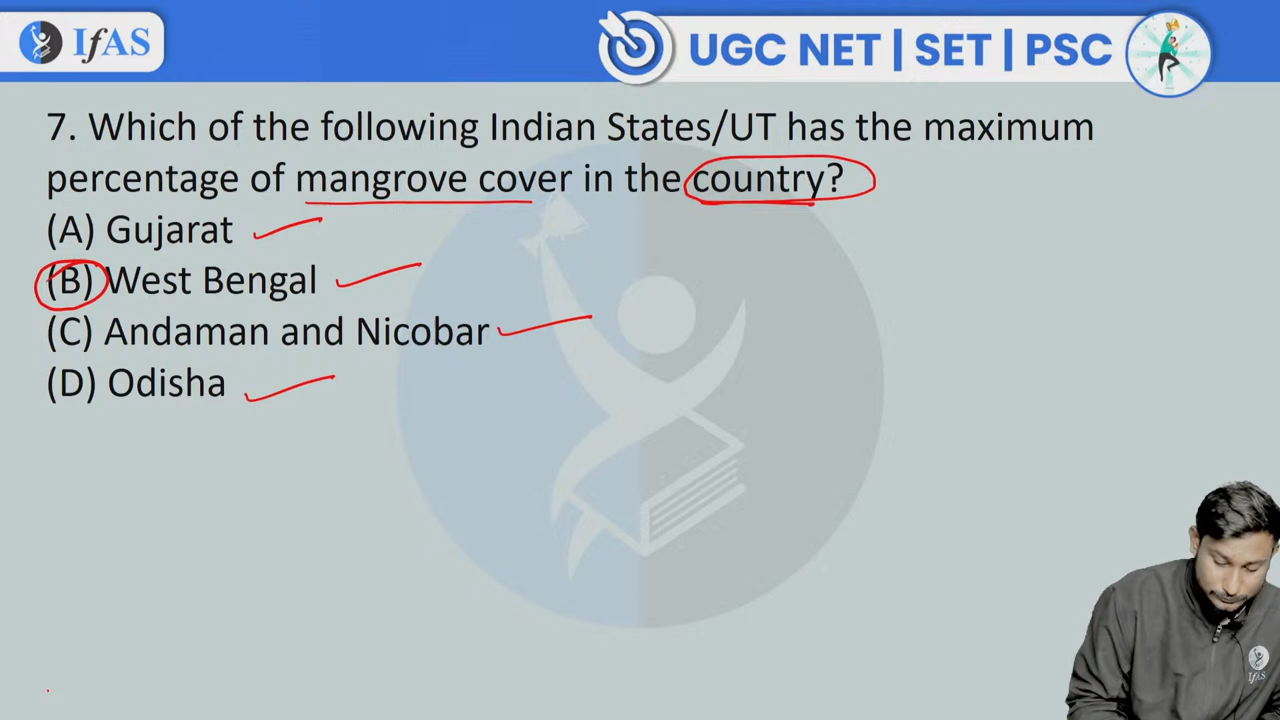 IfAS
UGC NET | SET | PSC
7. Which of the following Indian States/UT has the maximum
percentage of mangrove cover in the country?
(A) Gujarat
(B) West Bengal
(C) Andaman and Nicobar
(D) Odisha
IfAS